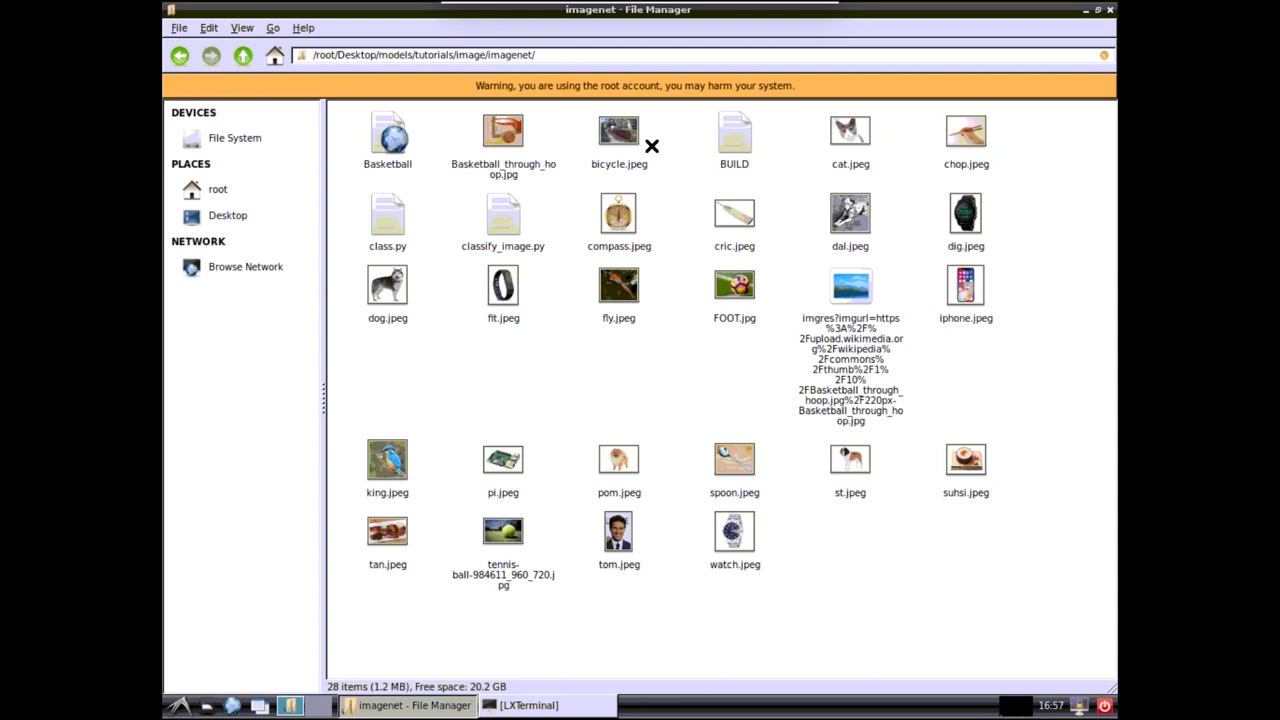 imagenet - File Manager
File Edit View Go Help
/root/Desktop/models/tutorials/image/imagenet/
Warning, you are using the root account, you may harm your system.
DEVICES
File System
PLACES
root
Desktop
NETWORK
Browse Network
Basketball
Basketball_through_ho
op.jpg
bicycle.jpeg
BUILD
cat.jpeg
chop.jpeg
class.py
classify_image.py
compass.jpeg
cric.jpeg
dal.jpeg
dig.jpeg
dog.jpeg
fit.jpeg
fly.jpeg
FOOT.jpg
imgres?imgurl=https
%3A%2F%
2Fupload.wikimedia.or
g%2Fwikipedia%
2Fcommons%
2Fthumb%2F1%
2F10%
2FBasketball_through_
hoop.jpg%2F220px-
Basketball_through_ho
op.jpg
iphone.jpeg
king.jpeg
pi.jpeg
pom.jpeg
spoon.jpeg
st.jpeg
suhsi.jpeg
tan.jpeg
tennis-
ball-984611_960_720.j
pg
tom.jpeg
watch.jpeg
28 items (1.2 MB), Free space: 20.2 GB
imagenet - File Manager
[LXTerminal]
16:57